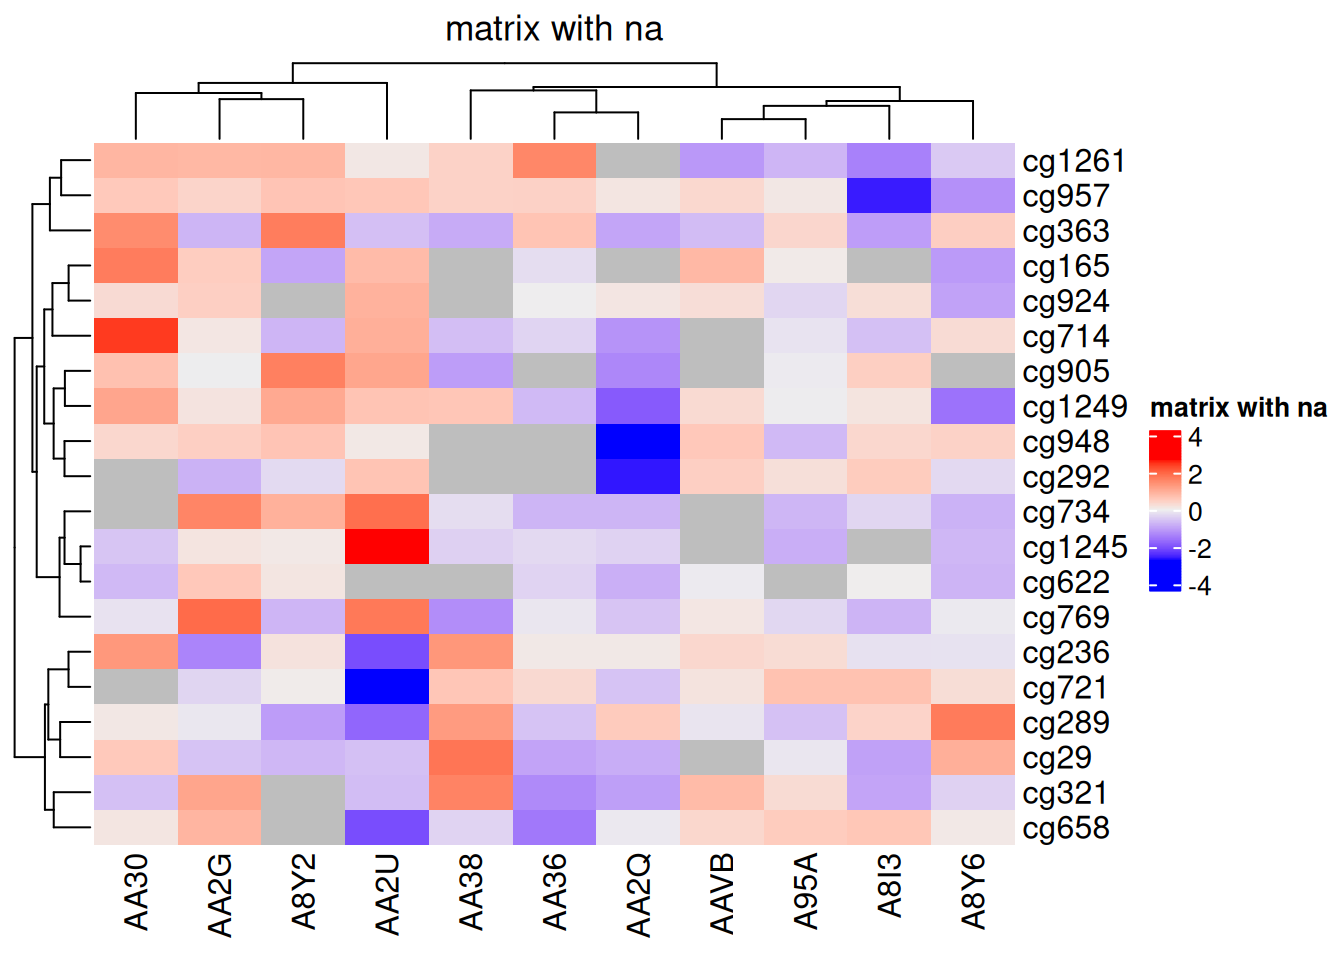 matrix with na
cg1261
cg957
cg363
cg165
cg924
cg714
cg905
cg1249
cg948
cg292
cg734
cg1245
cg622
cg769
cg236
cg721
cg289
cg29
cg321
cg658
matrix with na
4
2
0
-2
-4
AA30
AA2G
A8Y2
AA2U
AA38
AA36
AA2Q
AAVB
A95A
A8I3
A8Y6